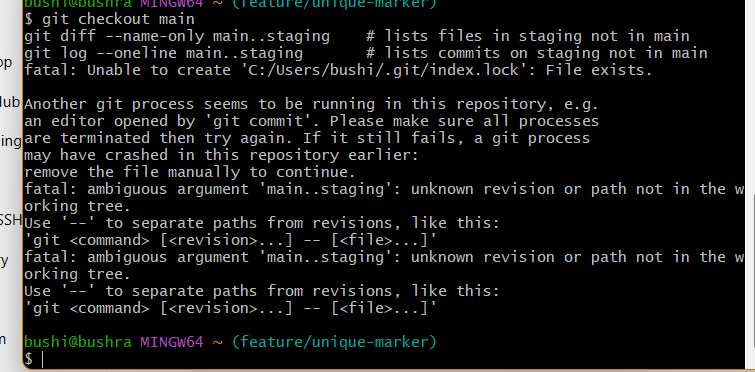 bushi@bushra MINGW64 ~ (feature/unique-marker)
$ git checkout main
git diff --name-only main..staging    # lists files in staging not in main
git log --oneline main..staging       # lists commits on staging not in main
fatal: Unable to create 'C:/Users/bushi/.git/index.lock': File exists.

Another git process seems to be running in this repository, e.g.
an editor opened by 'git commit'. Please make sure all processes
are terminated then try again. If it still fails, a git process
may have crashed in this repository earlier:
remove the file manually to continue.
fatal: ambiguous argument 'main..staging': unknown revision or path not in the w
orking tree.
Use '--' to separate paths from revisions, like this:
'git <command> [<revision>...] -- [<file>...]'
fatal: ambiguous argument 'main..staging': unknown revision or path not in the w
orking tree.
Use '--' to separate paths from revisions, like this:
'git <command> [<revision>...] -- [<file>...]'

bushi@bushra MINGW64 ~ (feature/unique-marker)
$
op
lub
ing
SSH
ry
m